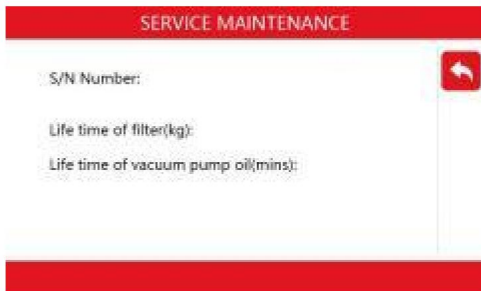 SERVICE MAINTENANCE
S/N Number:
Life time of filter(kg):
Life time of vacuum pump oil(mins):